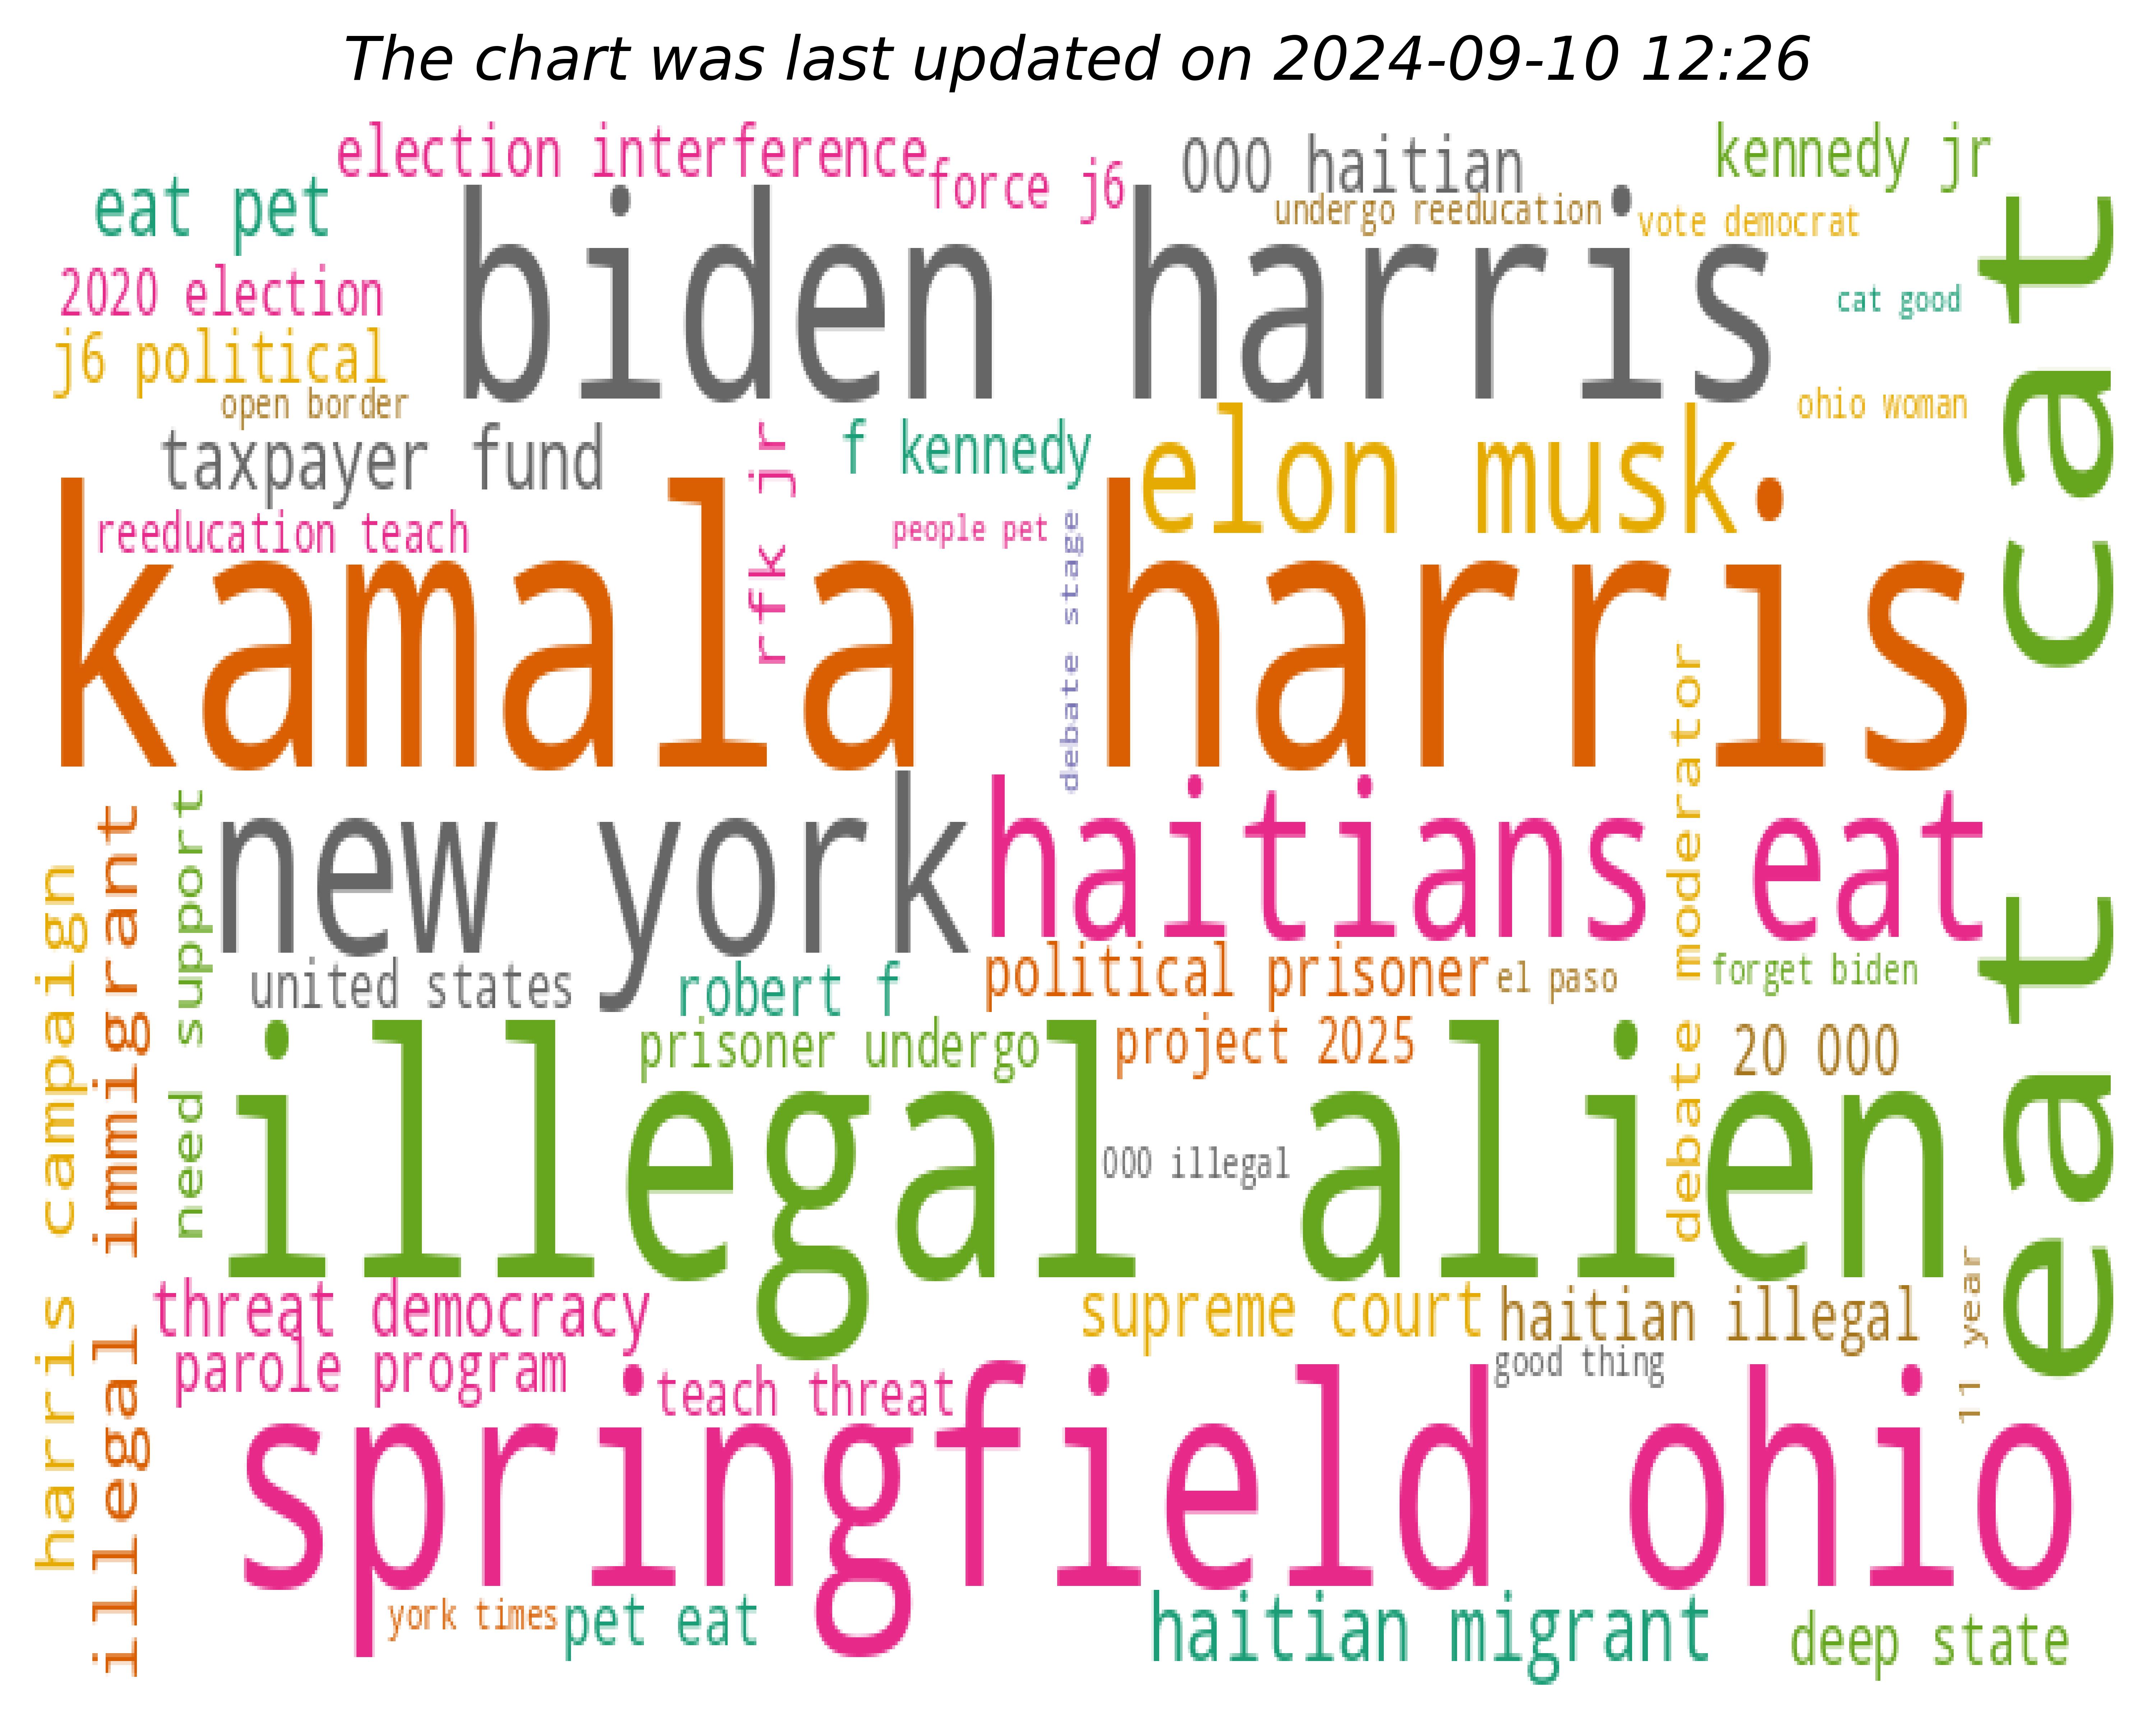 The chart was last updated on 2024-09-10 12:26
election interference
force j6
000 haitian
kennedy jr
eat pet
undergo reeducation
vote democrat
biden harris
2020 election
cat good
j6 political
open border
ohio woman
taxpayer fund
rfk jr
f kennedy
elon musk
eat cat
reeducation teach
people pet
debate stage
kamala harris
debate moderator
new york
haitians eat
harris campaign
illegal immigrant
need support
united states
robert f
political prisoner
el paso
forget biden
prisoner undergo
project 2025
20 000
illegal alien
000 illegal
threat democracy
supreme court
haitian illegal
11 year
parole program
teach threat
good thing
springfield ohio
york times
pet eat
haitian migrant
deep state